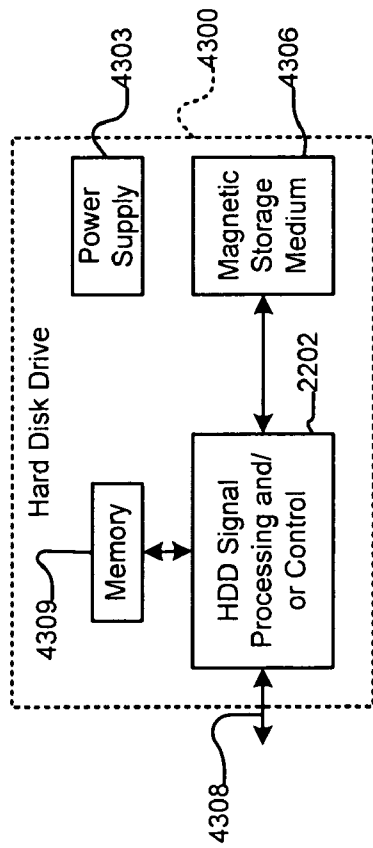 4309
Hard Disk Drive
Power
Supply
4303
4300
Memory
4308
HDD Signal
Processing and/
or Control
2202
Magnetic
Storage
Medium
4306